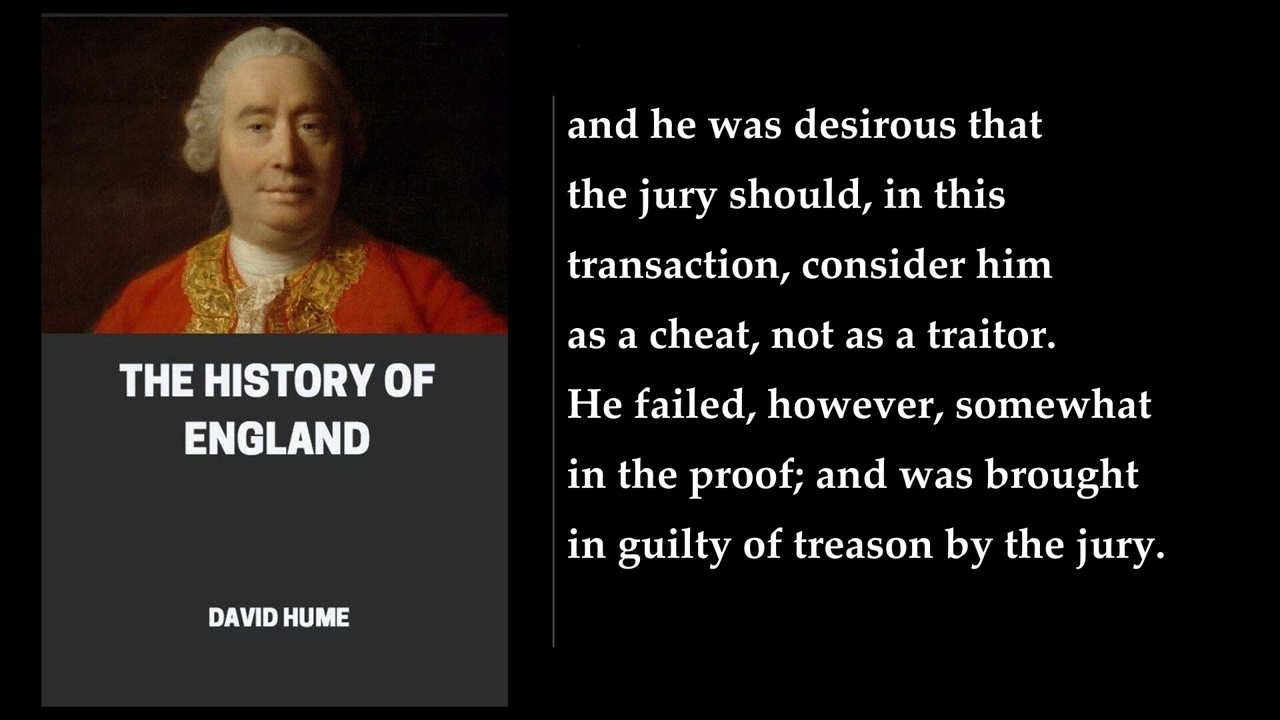 THE HISTORY OF
ENGLAND
DAVID HUME
and he was desirous that
the jury should, in this
transaction, consider him
as a cheat, not as a traitor.
He failed, however, somewhat
in the proof; and was brought
in guilty of treason by the jury.